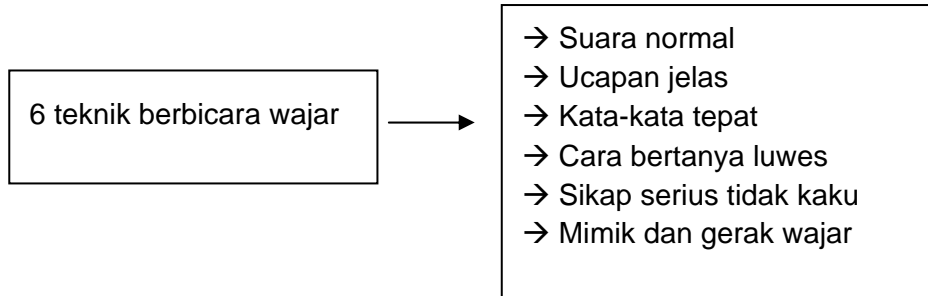 6 teknik berbicara wajar
→ Suara normal
→ Ucapan jelas
→ Kata-kata tepat
→ Cara bertanya luwes
→ Sikap serius tidak kaku
→ Mimik dan gerak wajar